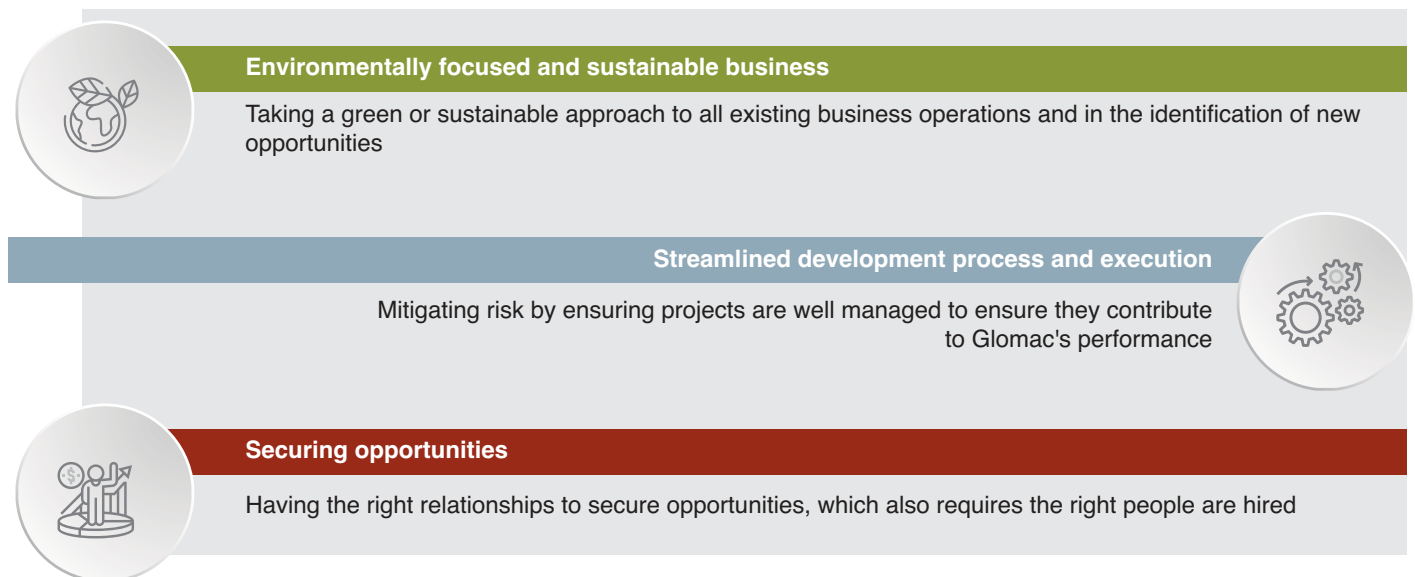 Environmentally focused and sustainable business
Taking a green or sustainable approach to all existing business operations and in the identification of new
opportunities
Streamlined development process and execution
Mitigating risk by ensuring projects are well managed to ensure they contribute
to Glomac's performance
$
Securing opportunities
Having the right relationships to secure opportunities, which also requires the right people are hired